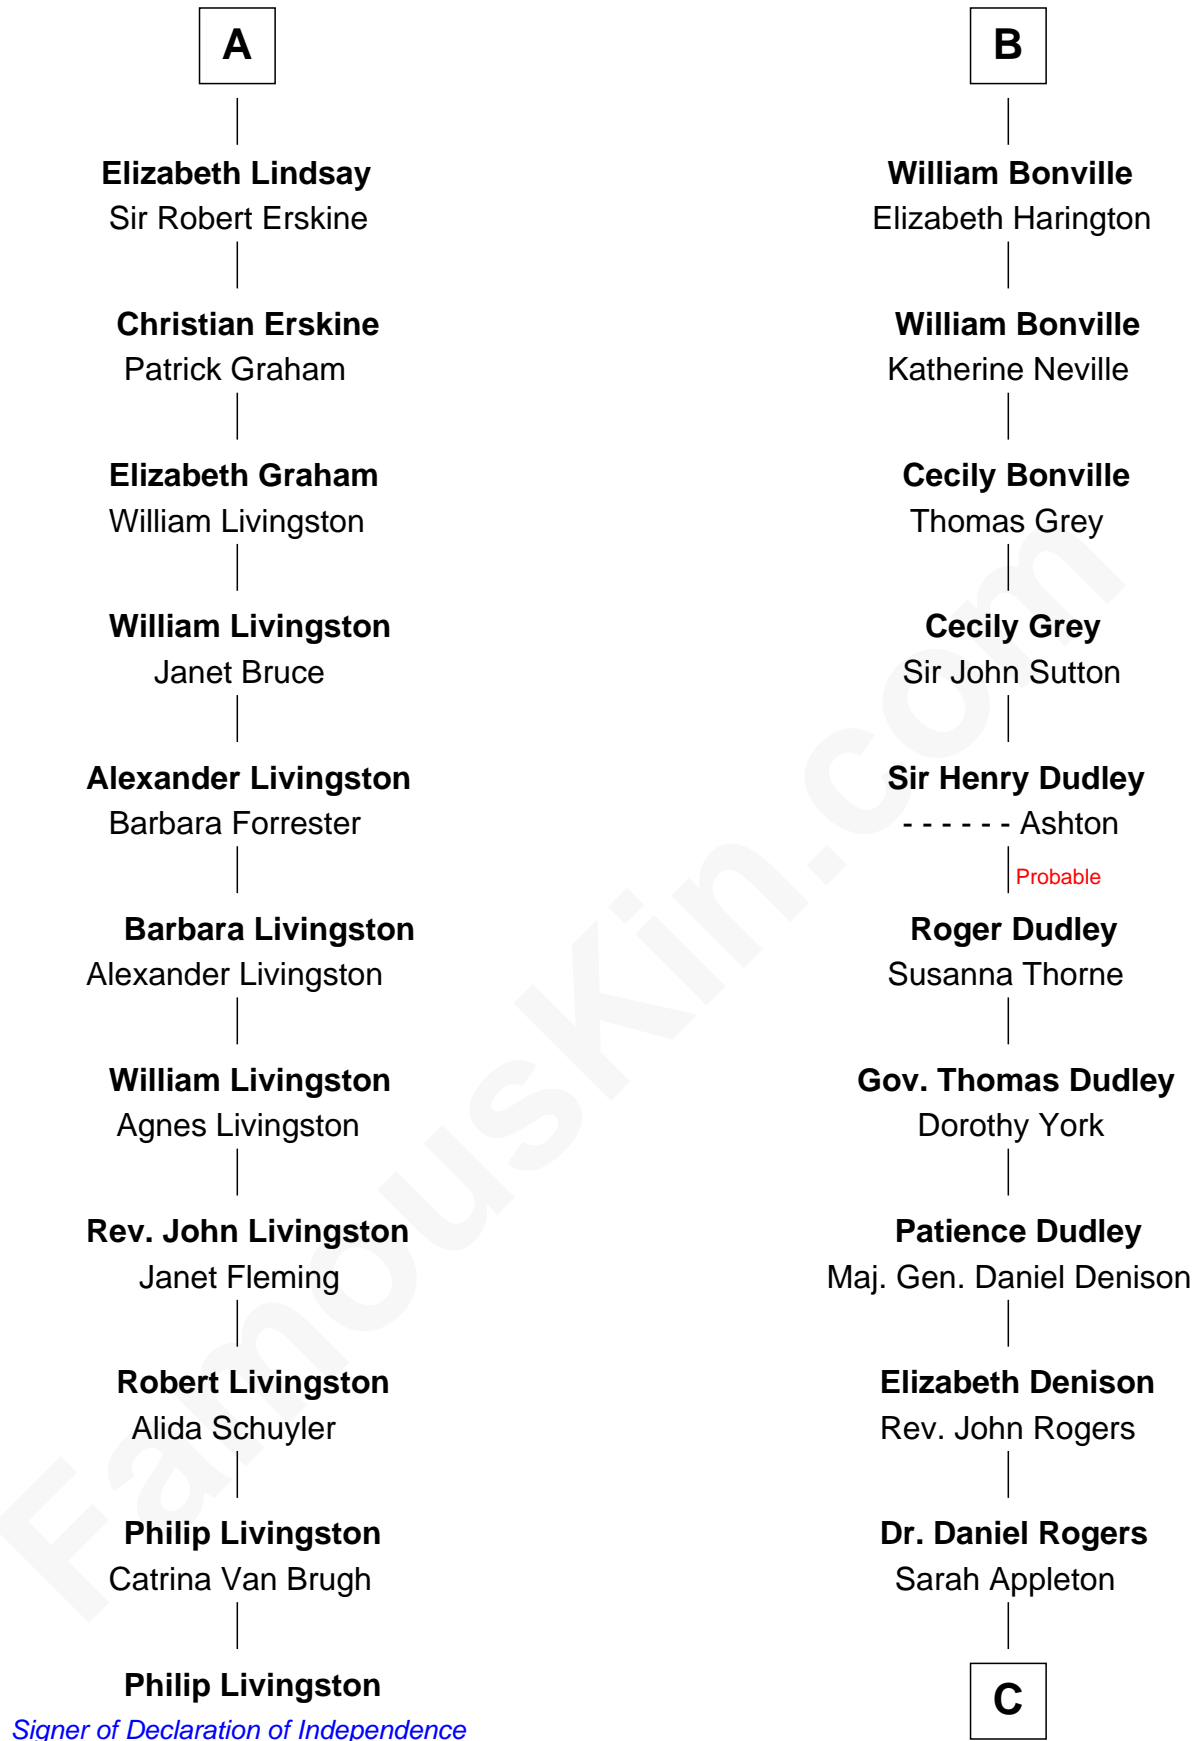 A
Elizabeth Lindsay
Sir Robert Erskine
Christian Erskine
Patrick Graham
Elizabeth Graham
William Livingston
William Livingston
Janet Bruce
Alexander Livingston
Barbara Forrester
Barbara Livingston
Alexander Livingston
William Livingston
Agnes Livingston
Rev. John Livingston
Janet Fleming
Robert Livingston
Alida Schuyler
Philip Livingston
Catrina Van Brugh
Philip Livingston
Signer of Declaration of Independence
B
William Bonville
Elizabeth Harington
William Bonville
Katherine Neville
Cecily Bonville
Thomas Grey
Cecily Grey
Sir John Sutton
Sir Henry Dudley
- - - - - - Ashton
Probable
Roger Dudley
Susanna Thorne
Gov. Thomas Dudley
Dorothy York
Patience Dudley
Maj. Gen. Daniel Denison
Elizabeth Denison
Rev. John Rogers
Dr. Daniel Rogers
Sarah Appleton
C
FamousKin.com